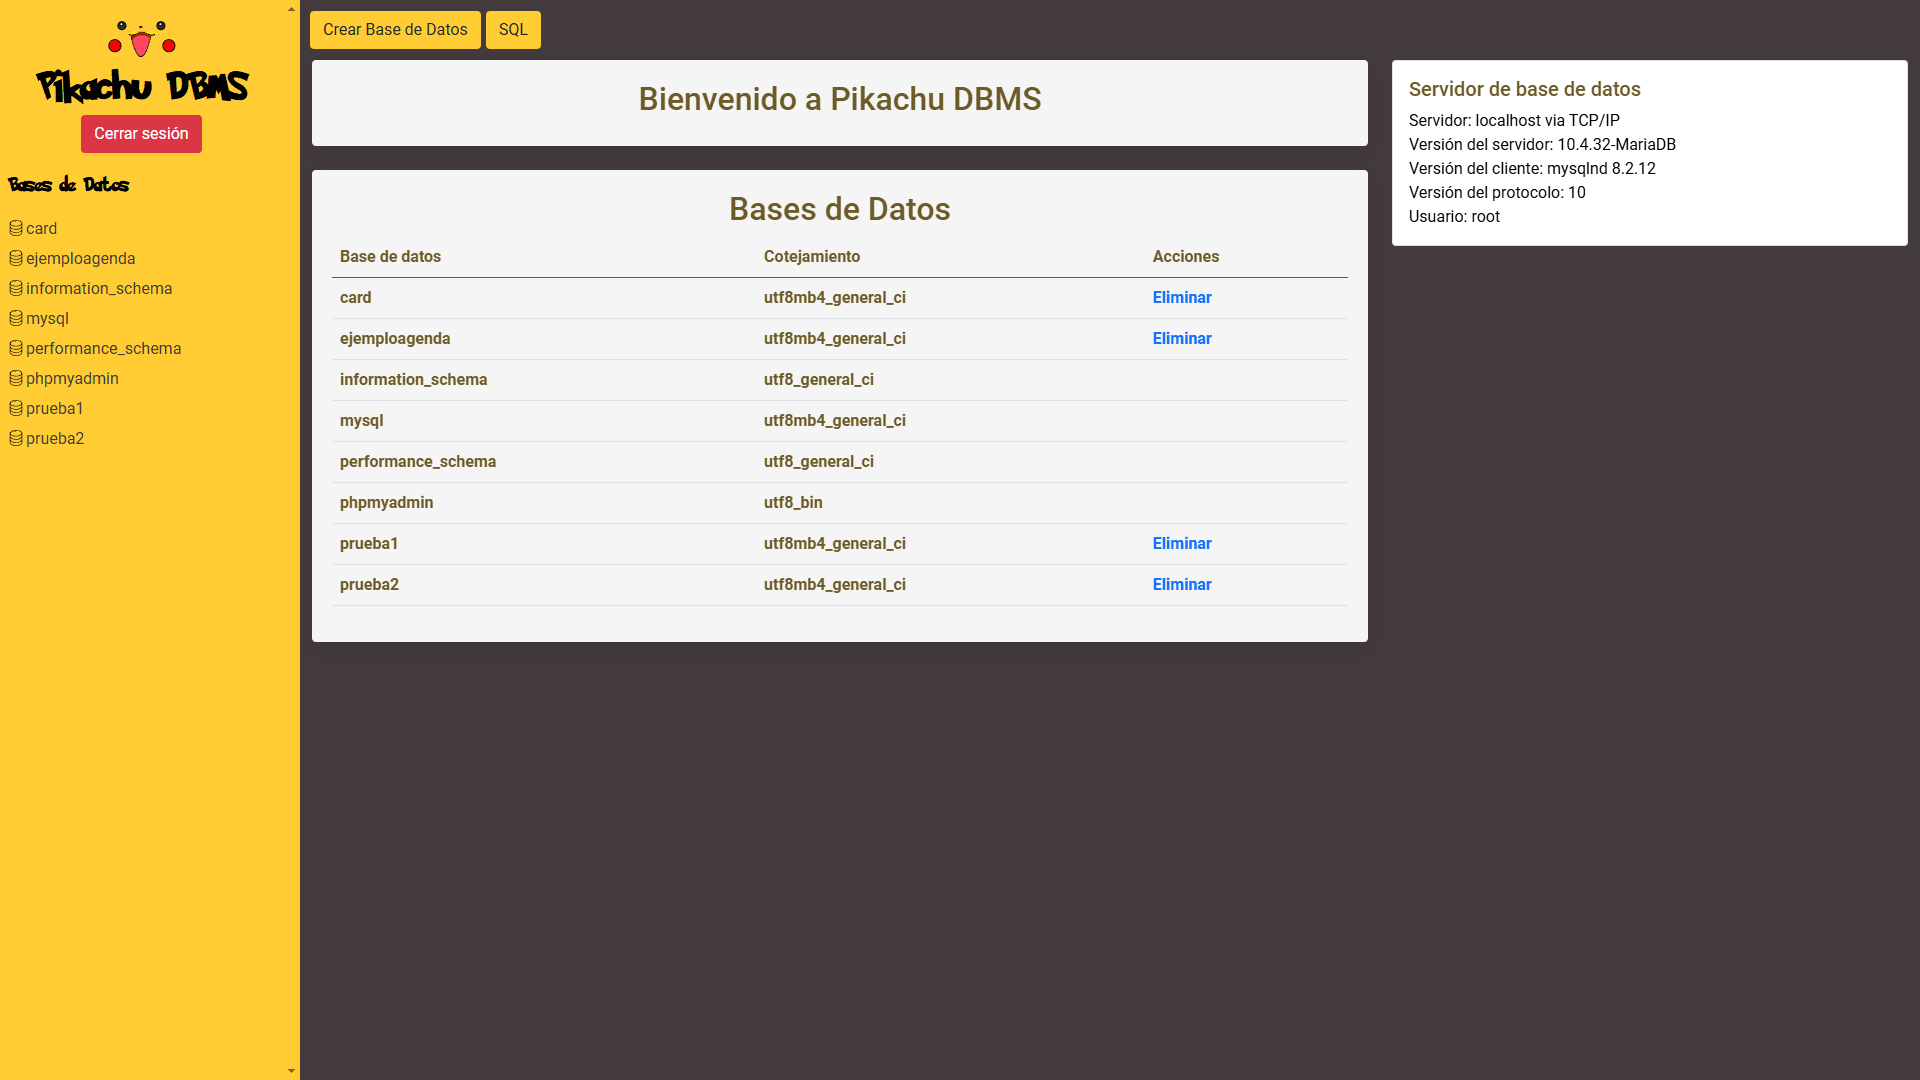 Pikachu DBMS
Cerrar sesión
Bases de Datos
card
ejemploagenda
information_schema
mysql
performance_schema
phpmyadmin
prueba1
prueba2
Crear Base de Datos SQL
Bienvenido a Pikachu DBMS
Bases de Datos
Base de datos Cotejamiento Acciones
card utf8mb4_general_ci Eliminar
ejemploagenda utf8mb4_general_ci Eliminar
information_schema utf8_general_ci
mysql utf8mb4_general_ci
performance_schema utf8_general_ci
phpmyadmin utf8_bin
prueba1 utf8mb4_general_ci Eliminar
prueba2 utf8mb4_general_ci Eliminar
Servidor de base de datos
Servidor: localhost via TCP/IP
Versión del servidor: 10.4.32-MariaDB
Versión del cliente: mysqlnd 8.2.12
Versión del protocolo: 10
Usuario: root